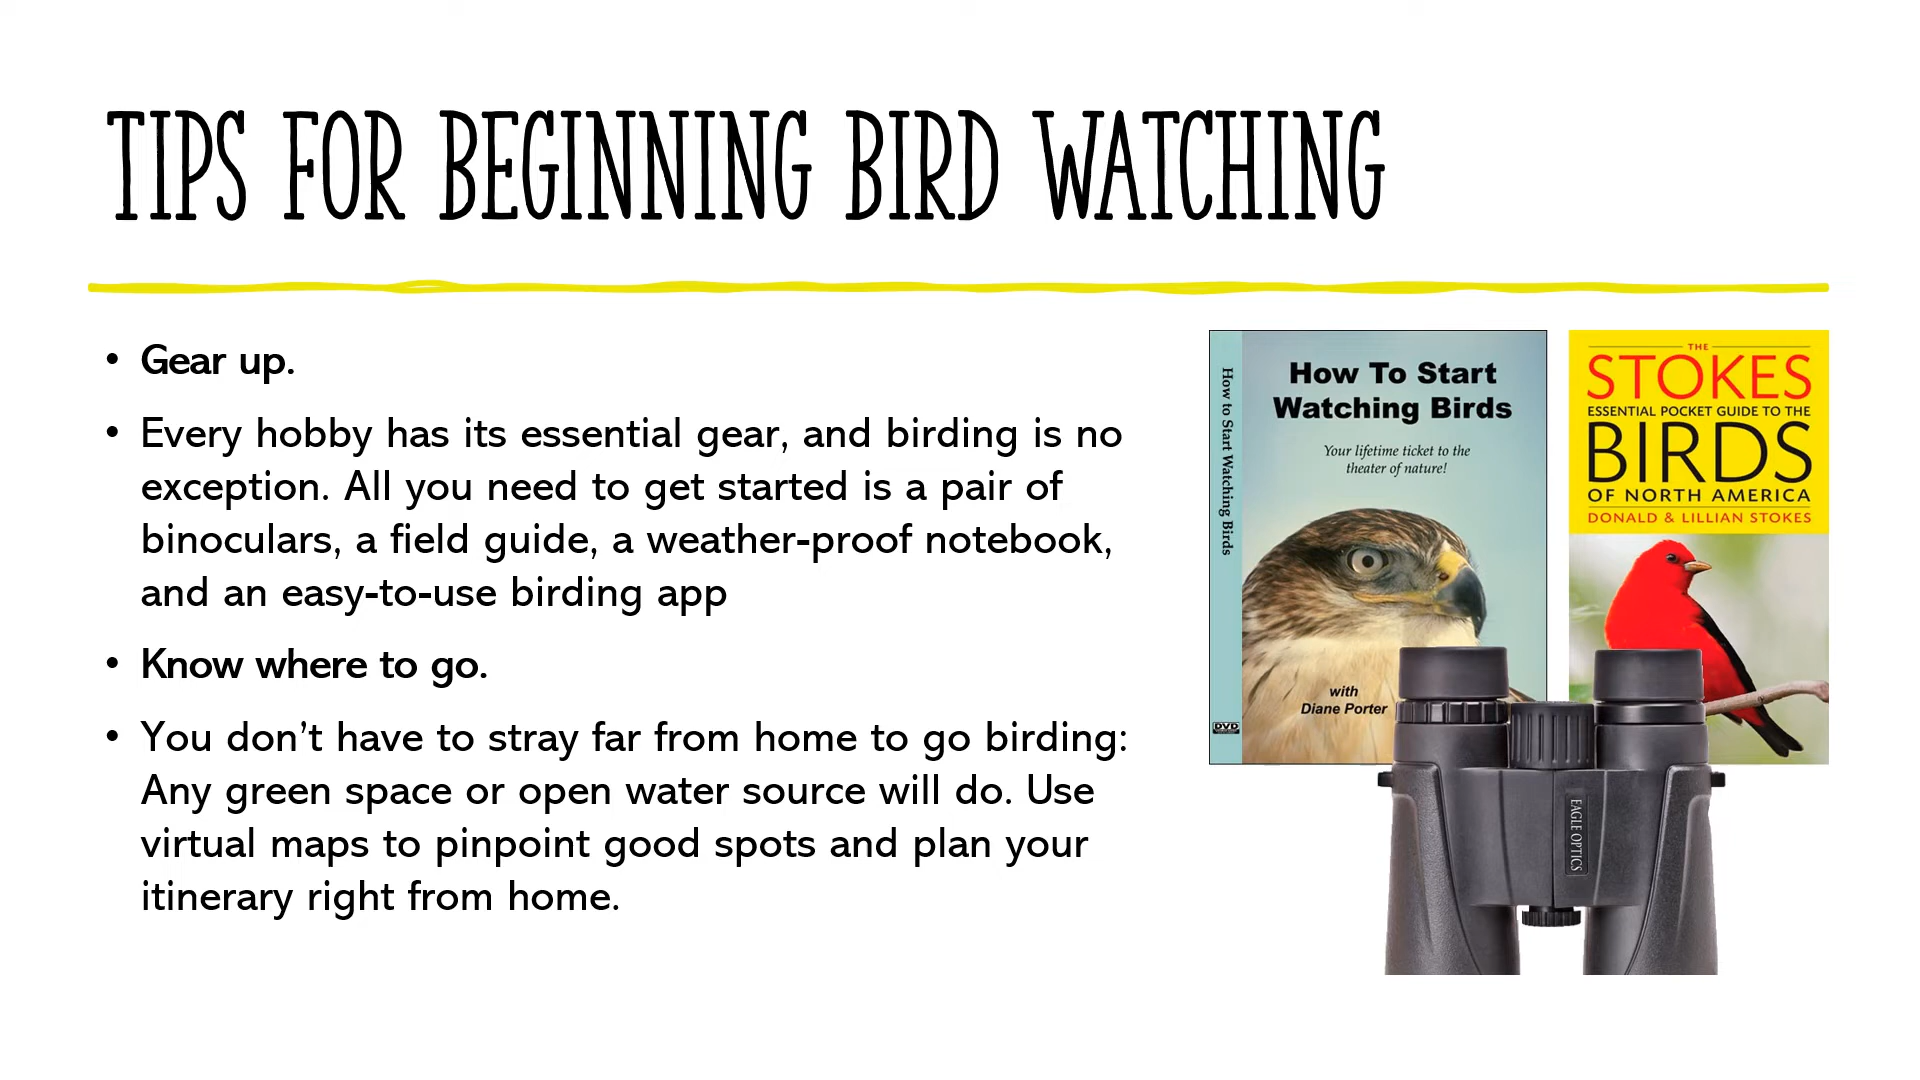 TIPS FOR BEGINNING BIRD WATCHING
• Gear up.
• Every hobby has its essential gear, and birding is no
exception. All you need to get started is a pair of
binoculars, a field guide, a weather-proof notebook,
and an easy-to-use birding app
• Know where to go.
• You don’t have to stray far from home to go birding:
Any green space or open water source will do. Use
virtual maps to pinpoint good spots and plan your
itinerary right from home.
How to Start Watching Birds
DVD
How To Start
Watching Birds
Your lifetime ticket to the
theater of nature!
with
Diane Porter
THE
STOKES
ESSENTIAL POCKET GUIDE TO THE
BIRDS
OF NORTH AMERICA
DONALD & LILLIAN STOKES
EAGLE OPTICS